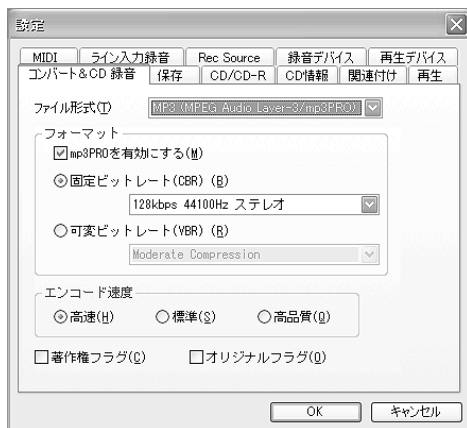 設定
MIDI ライン入力録音 Rec Source 録音デバイス 再生デバイス
コンバート&CD 録音 保存 CD/CD-R CD情報 関連付け 再生
ファイル形式(T) MP3 (MPEG Audio Layer-3/mp3PRO)
フォーマット
mp3PROを有効にする(M)
固定ビットレート(CBR) (B)
128kbps 44100Hz ステレオ
可変ビットレート(VBR) (R)
Moderate Compression
エンコード速度
高速(H) 標準(S) 高品質(Q)
著作権フラグ(C) オリジナルフラグ(O)
OK キャンセル